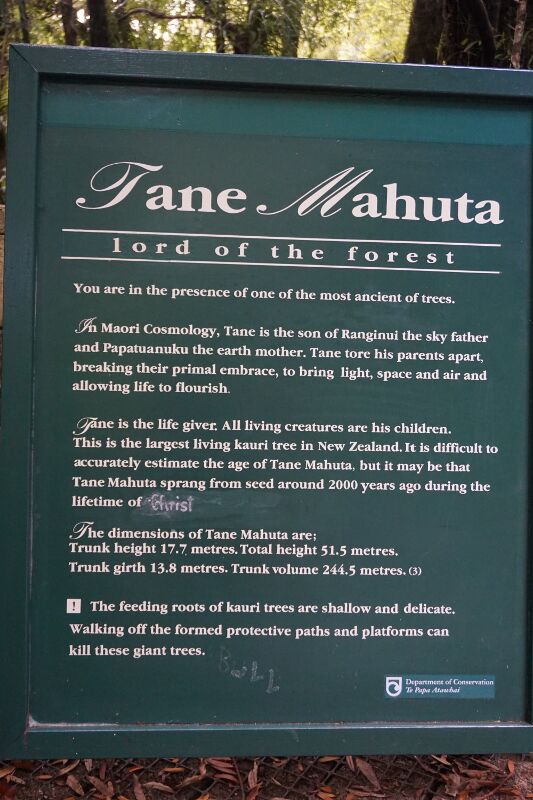 Tane Mahuta
lord of the forest
You are in the presence of one of the most ancient of trees.
In Maori Cosmology, Tane is the son of Ranginui the sky father
and Papatuanuku the earth mother. Tane tore his parents apart,
breaking their primal embrace, to bring light, space and air and
allowing life to flourish.
Tane is the life giver. All living creatures are his children.
This is the largest living kauri tree in New Zealand. It is difficult to
accurately estimate the age of Tane Mahuta, but it may be that
Tane Mahuta sprang from seed around 2000 years ago during the
lifetime of Christ
The dimensions of Tane Mahuta are;
Trunk height 17.7 metres. Total height 51.5 metres.
Trunk girth 13.8 metres. Trunk volume 244.5 metres. (3)
! The feeding roots of kauri trees are shallow and delicate.
Walking off the formed protective paths and platforms can
kill these giant trees.
Department of Conservation
Te Papa Atawhai